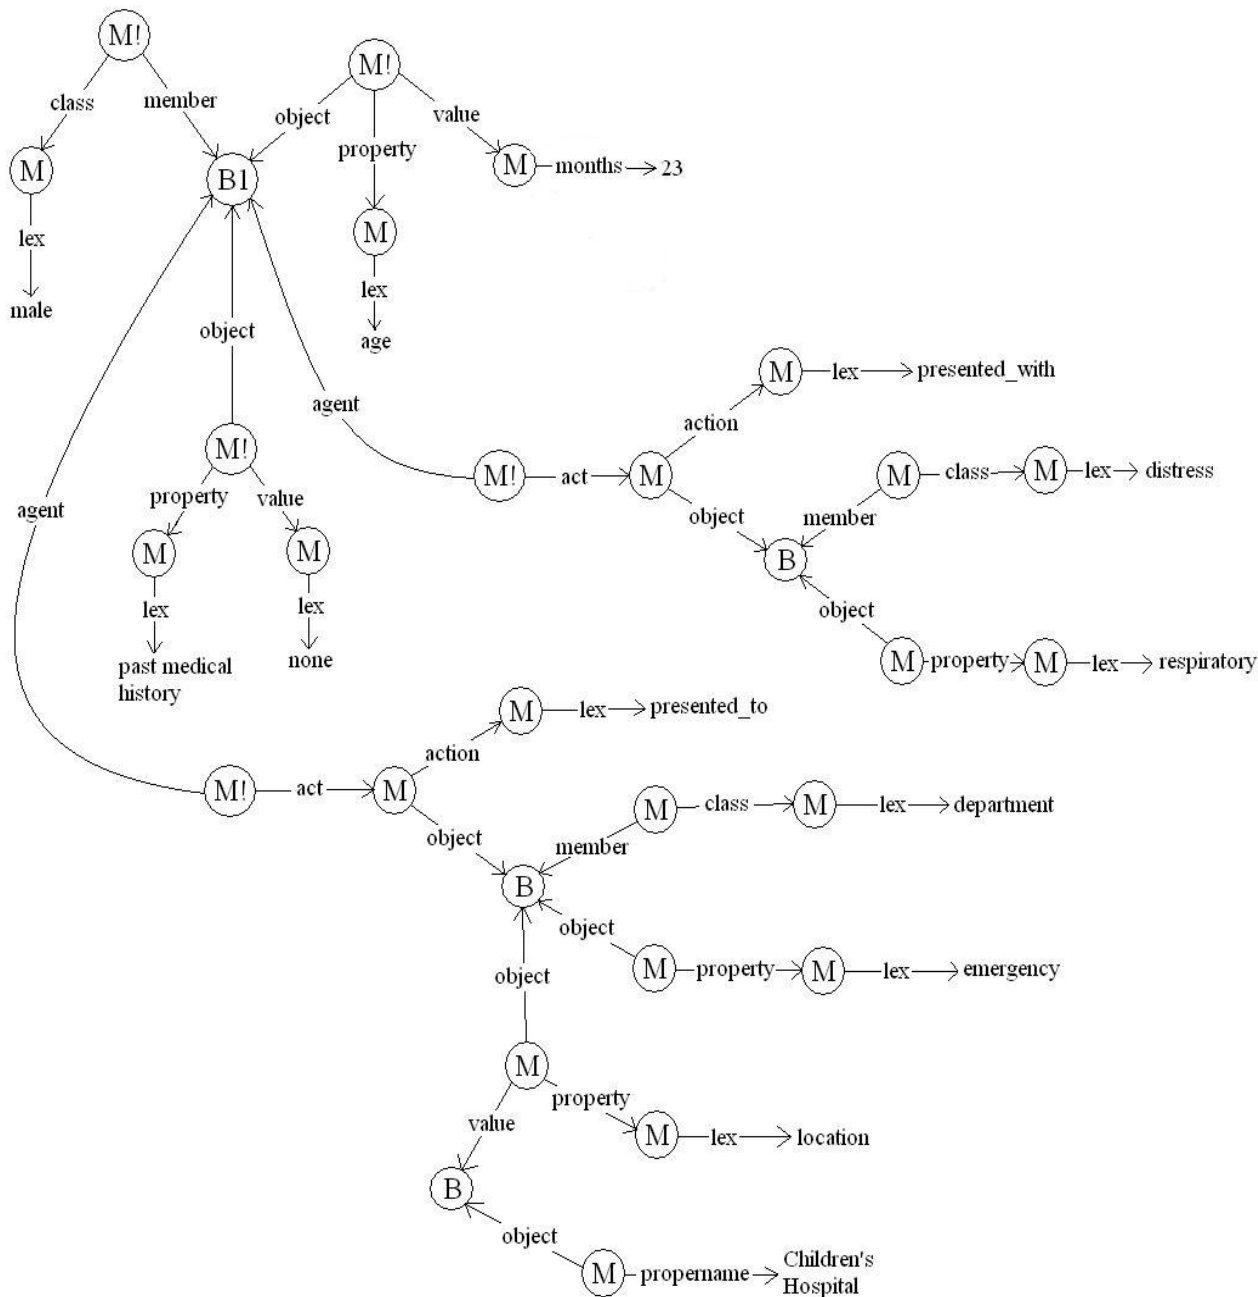 M!
M!
class
member
object
value
property
M
B1
M
months
23
M
lex
lex
male
object
age
M
lex
presented_with
agent
action
M!
M!
act
M
M
class
M
lex
distress
property
value
agent
object
member
M
M
B
lex
lex
object
past medical
history
none
M
property
M
lex
respiratory
M
lex
presented_to
action
M!
act
M
M
class
M
lex
department
object
member
B
object
object
M
property
M
lex
emergency
M
property
value
M
lex
location
B
object
M
propername
Children's
Hospital